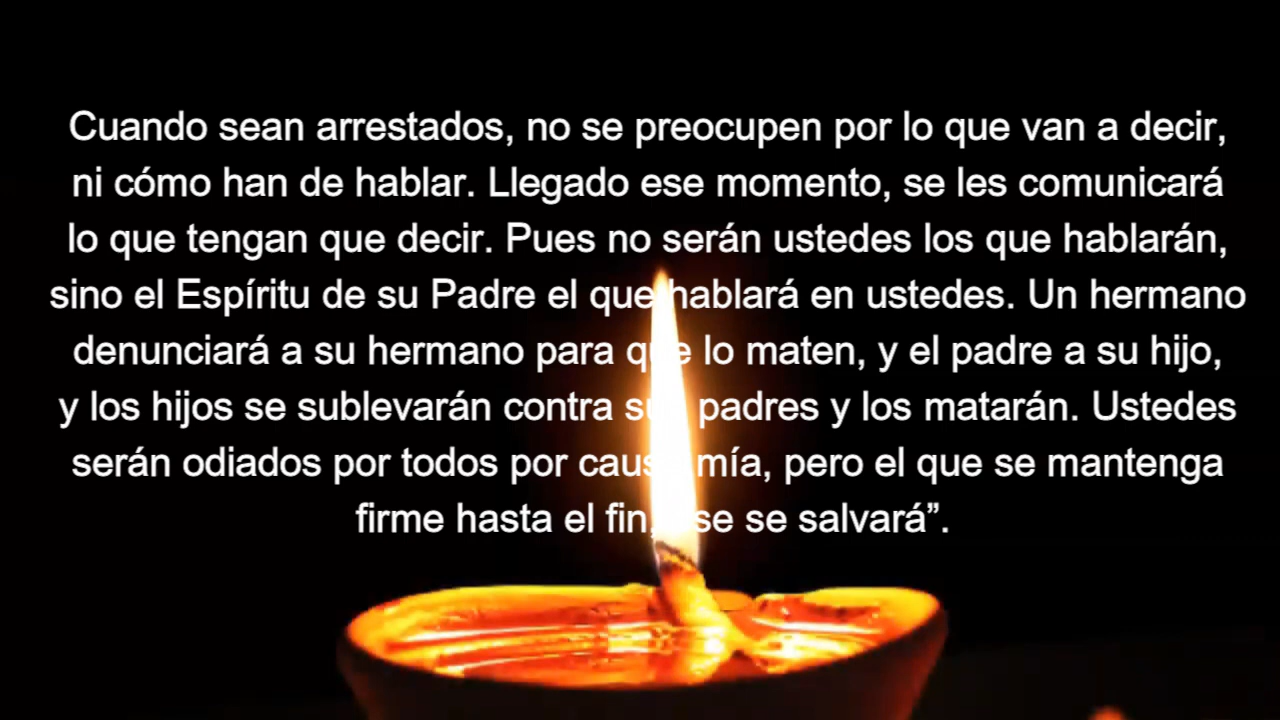 Cuando sean arrestados, no se preocupen por lo que van a decir,
ni cómo han de hablar. Llegado ese momento, se les comunicará
lo que tengan que decir. Pues no serán ustedes los que hablarán,
sino el Espíritu de su Padre el que hablará en ustedes. Un hermano
denunciará a su hermano para que lo maten, y el padre a su hijo,
y los hijos se sublevarán contra sus padres y los matarán. Ustedes
serán odiados por todos por causa mía, pero el que se mantenga
firme hasta el fin, ese se salvará”.